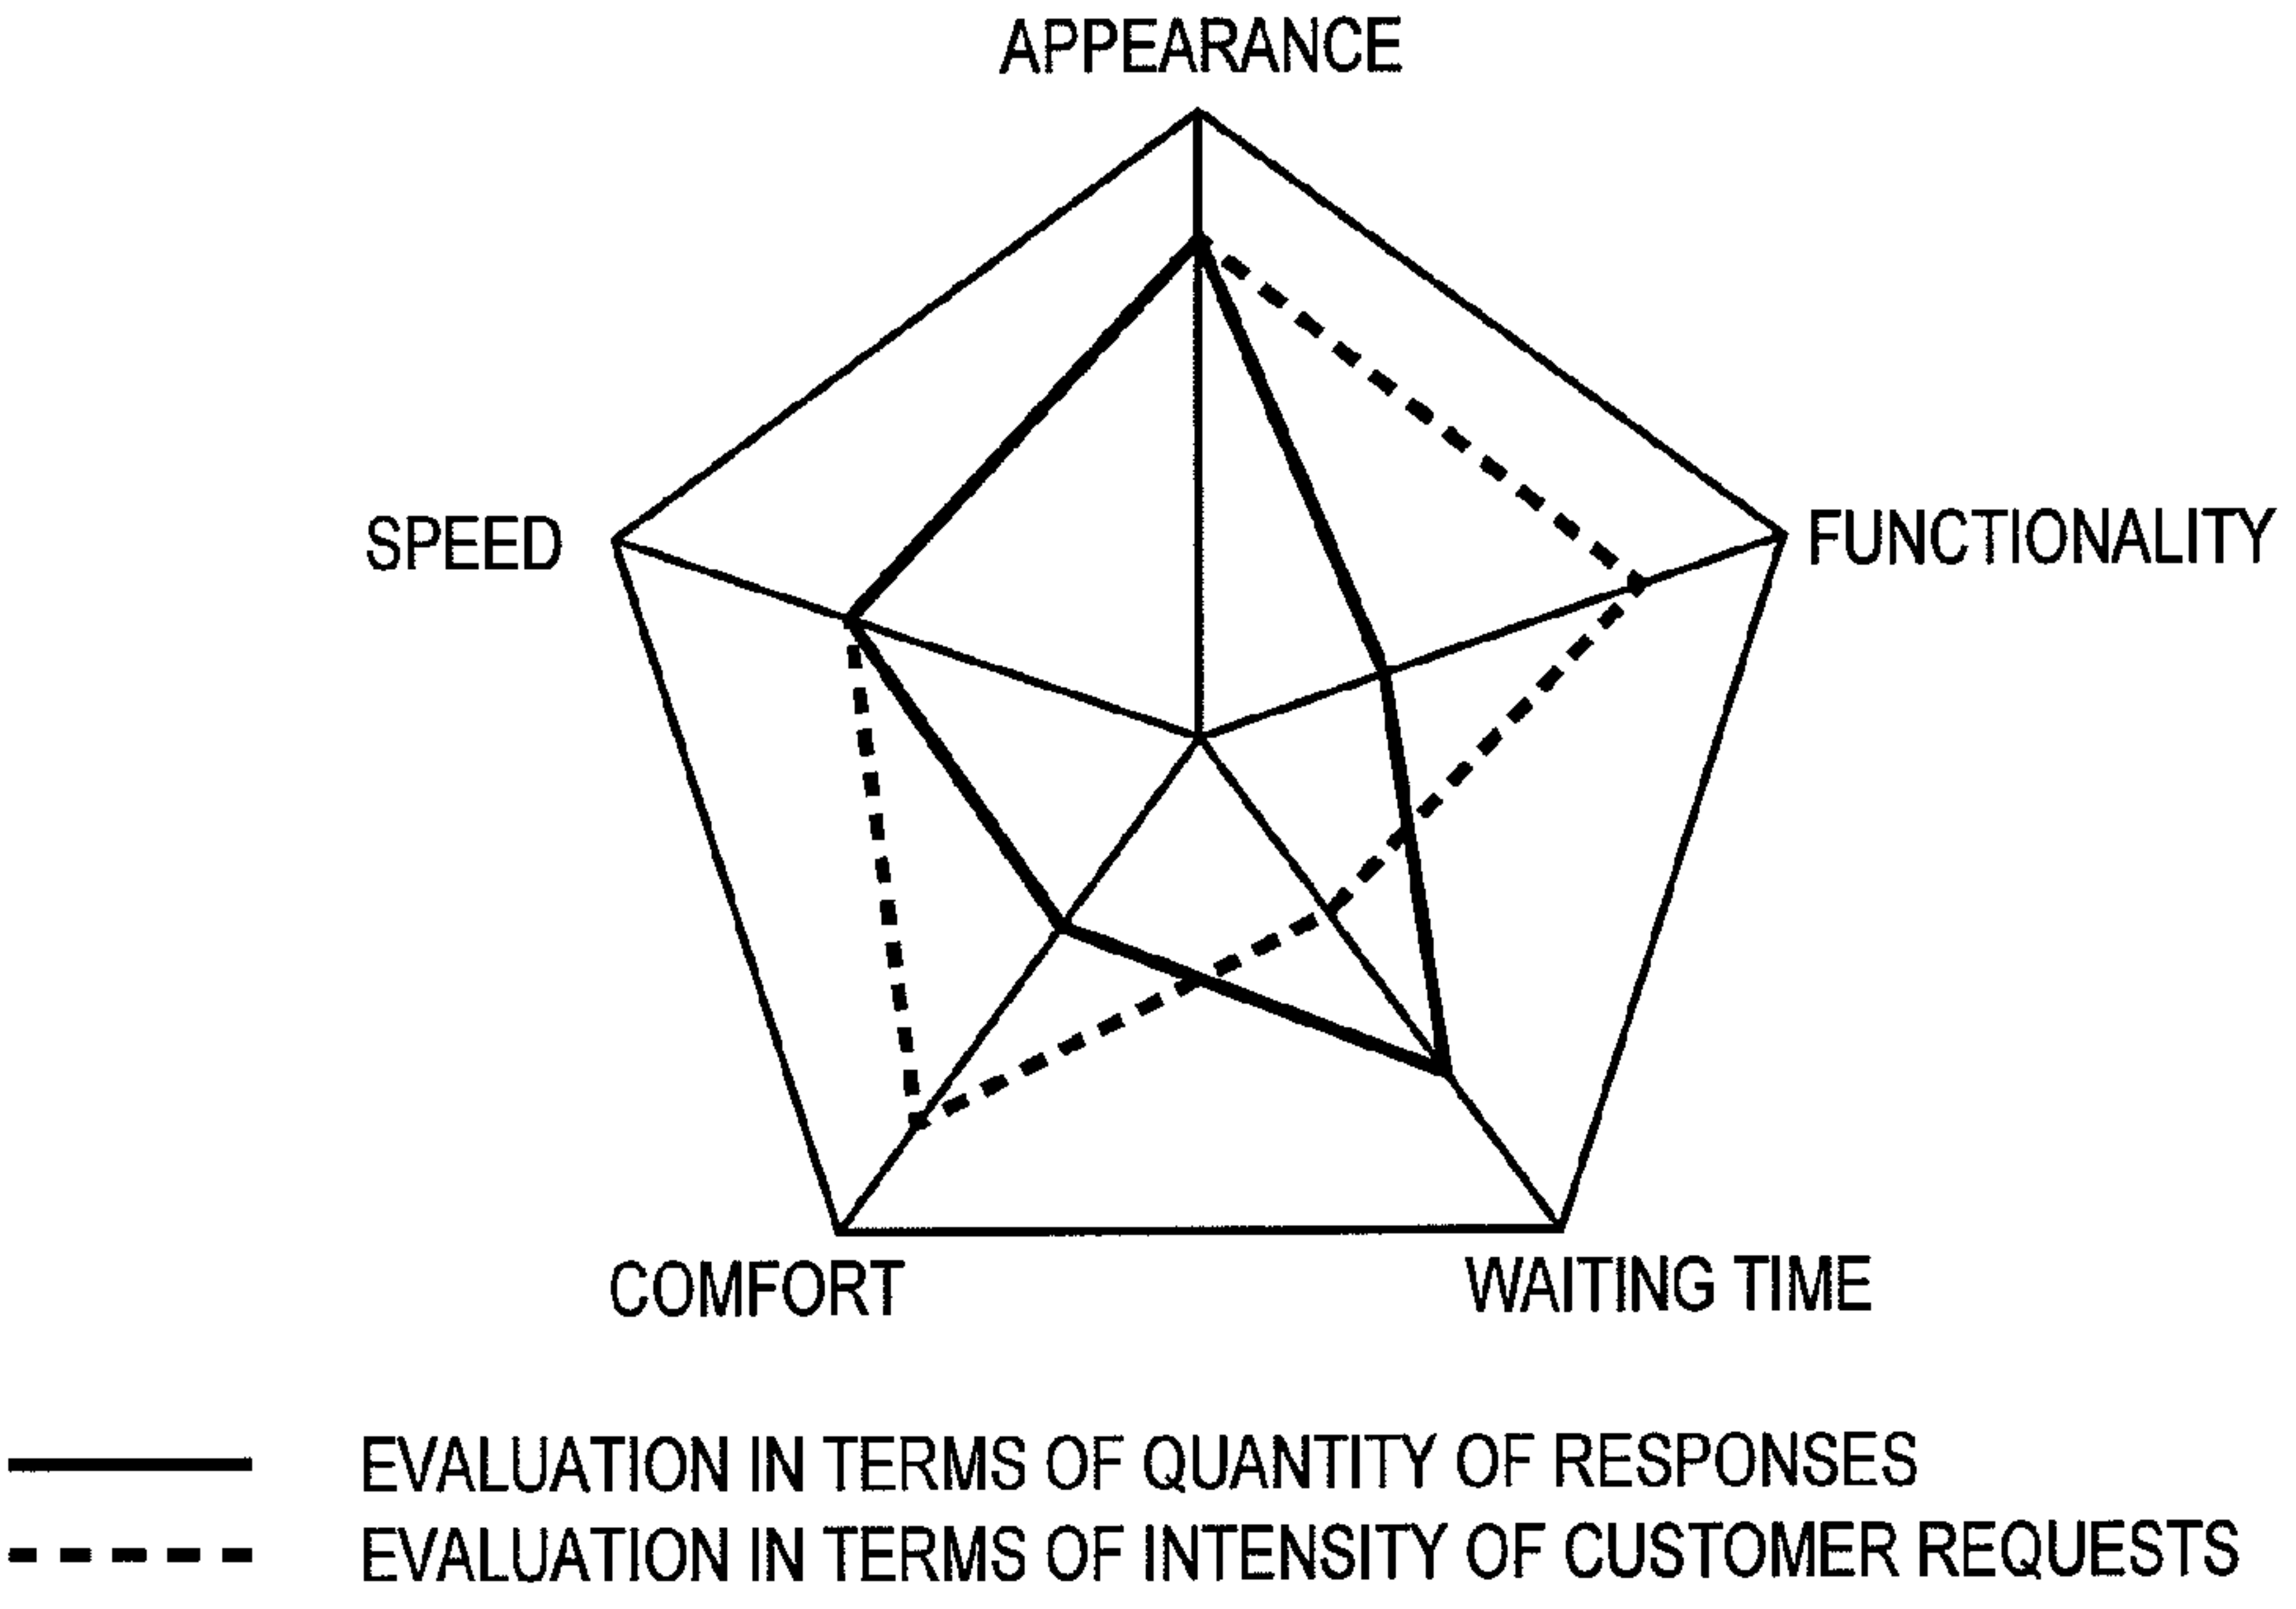 APPEARANCE
SPEED
FUNCTIONALITY
COMFORT
WAITING TIME
EVALUATION IN TERMS OF QUANTITY OF RESPONSES
EVALUATION IN TERMS OF INTENSITY OF CUSTOMER REQUESTS